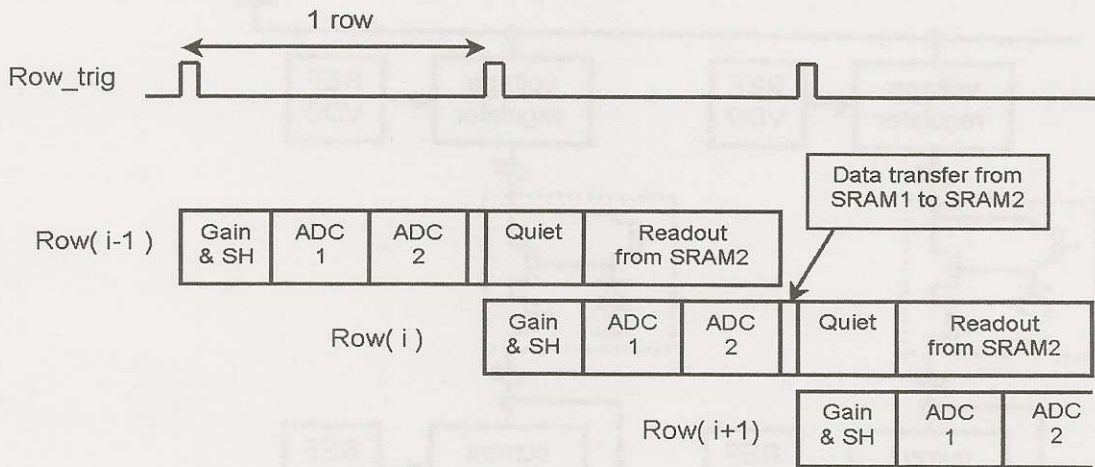 1 row
Row_trig
Data transfer from
SRAM1 to SRAM2
Row( i-1 )
Gain
& SH
ADC
1
ADC
2
Quiet
Readout
from SRAM2
Row( i )
Gain
& SH
ADC
1
ADC
2
Quiet
Readout
from SRAM2
Row( i+1)
Gain
& SH
ADC
1
ADC
2